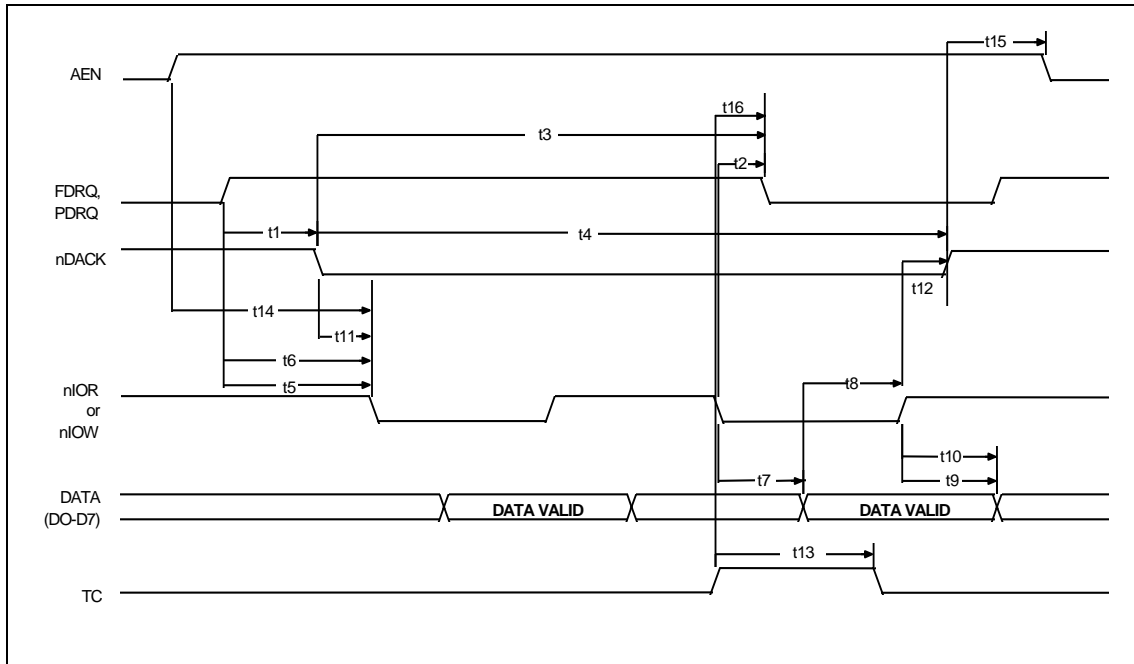 t15
AEN
t16
t3
t2
FDRQ,
PDRQ
t1
t4
nDACK
t12
t14
t11
t6
t8
t5
nIOR
or
nIOW
t10
t7
t9
DATA
(DO-D7)
DATA VALID
DATA VALID
t13
TC